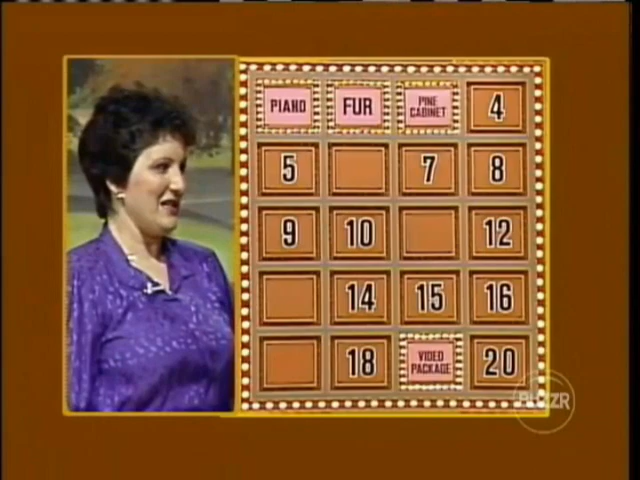 PIANO
FUR
PINE
CABINET
4
5
7
8
9
10
12
14
15
16
18
VIDEO
PACKAGE
20
BUZZR